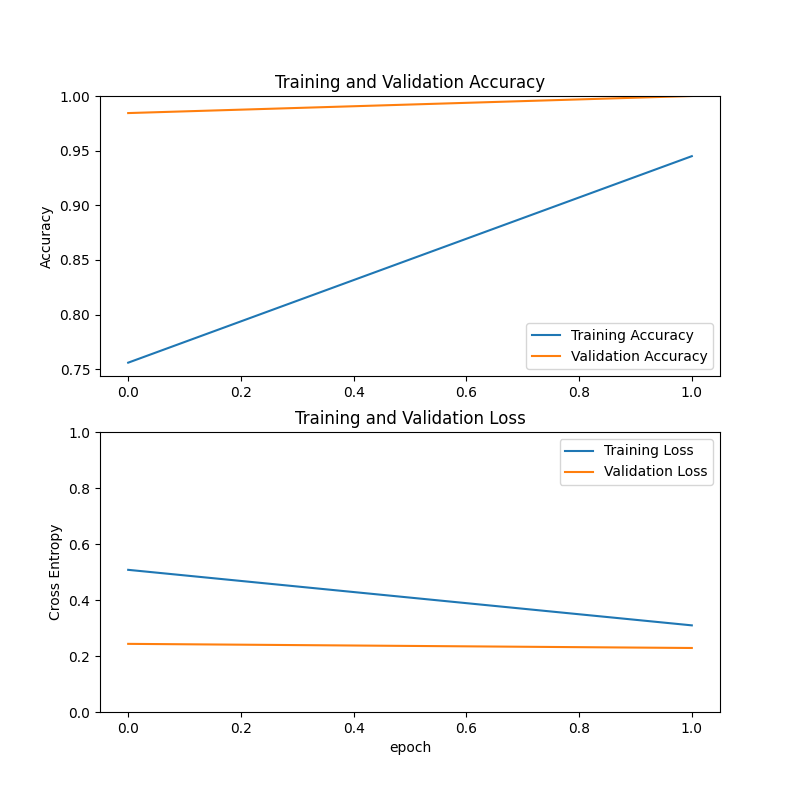 Training and Validation Accuracy
1.00
0.95
0.90
0.85
0.80
0.75
Accuracy
Training Accuracy
Validation Accuracy
0.0 0.2 0.4 0.6 0.8 1.0
Training and Validation Loss
1.0
0.8
0.6
0.4
0.2
0.0
Cross Entropy
Training Loss
Validation Loss
0.0 0.2 0.4 0.6 0.8 1.0
epoch